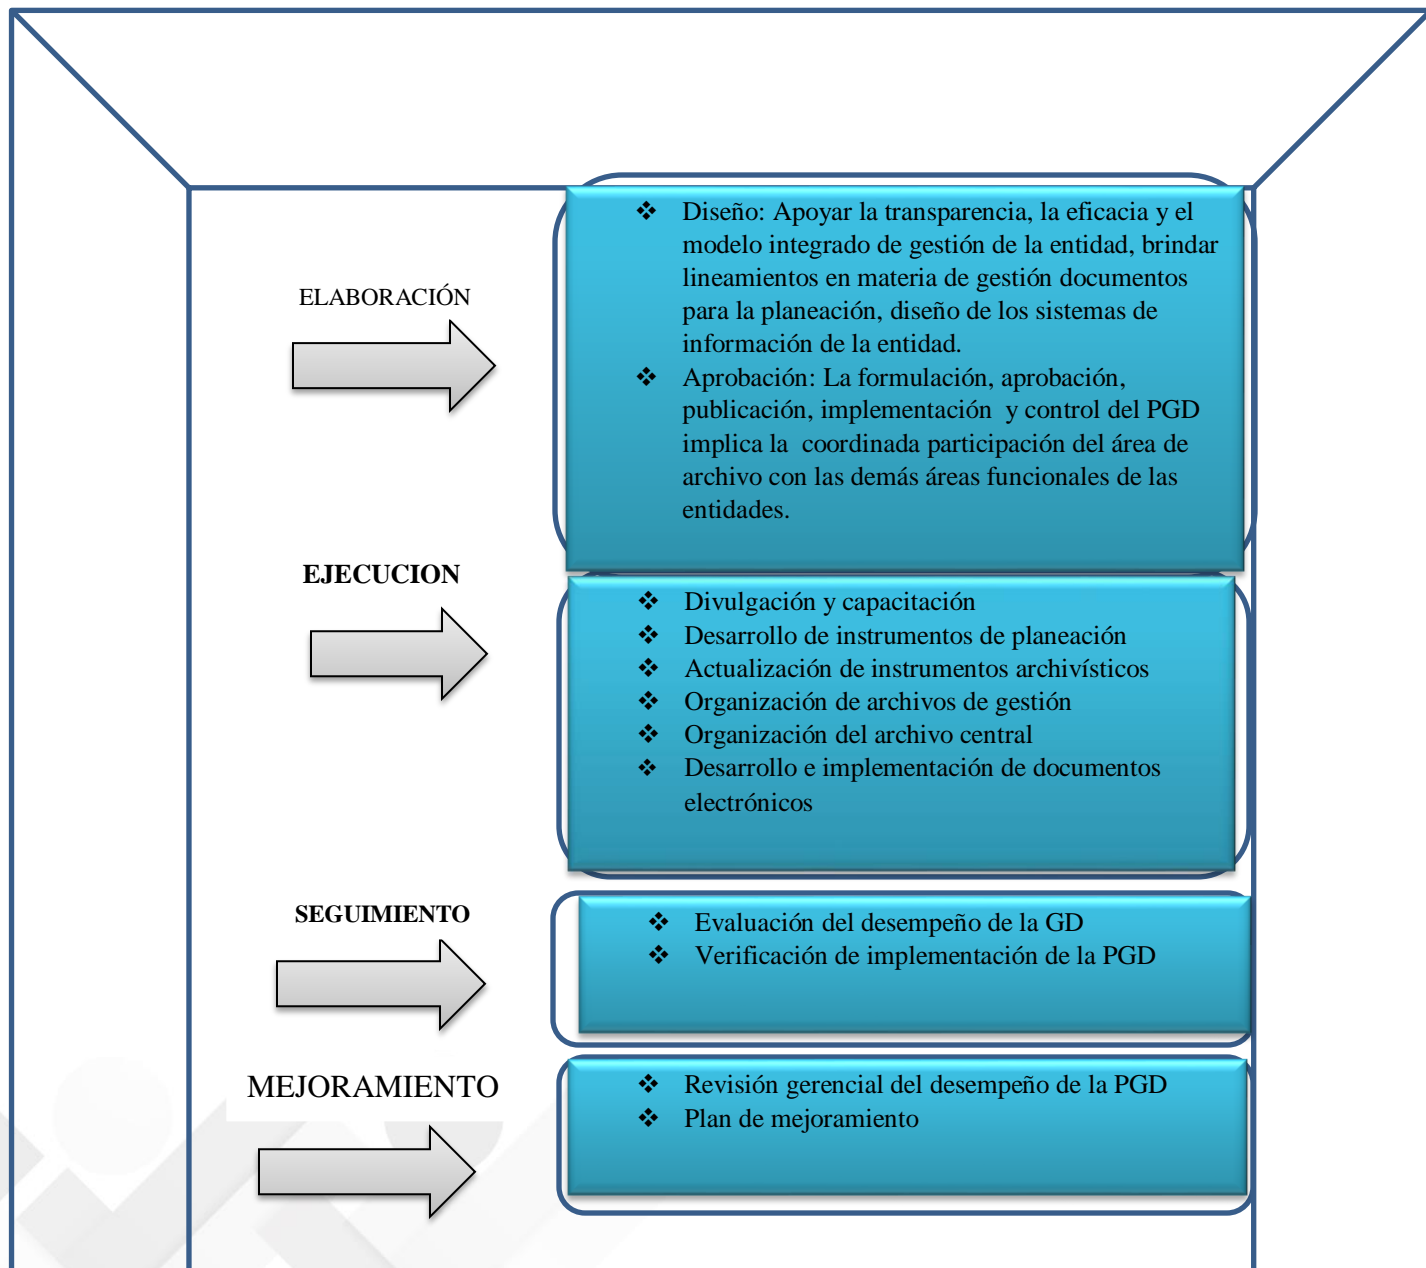 ELABORACIÓN
❖ Diseño: Apoyar la transparencia, la eficacia y el
modelo integrado de gestión de la entidad, brindar
lineamientos en materia de gestión documentos
para la planeación, diseño de los sistemas de
información de la entidad.
❖ Aprobación: La formulación, aprobación,
publicación, implementación y control del PGD
implica la coordinada participación del área de
archivo con las demás áreas funcionales de las
entidades.
EJECUCION
❖ Divulgación y capacitación
❖ Desarrollo de instrumentos de planeación
❖ Actualización de instrumentos archivísticos
❖ Organización de archivos de gestión
❖ Organización del archivo central
❖ Desarrollo e implementación de documentos
electrónicos
SEGUIMIENTO
❖ Evaluación del desempeño de la GD
❖ Verificación de implementación de la PGD
MEJORAMIENTO
❖ Revisión gerencial del desempeño de la PGD
❖ Plan de mejoramiento